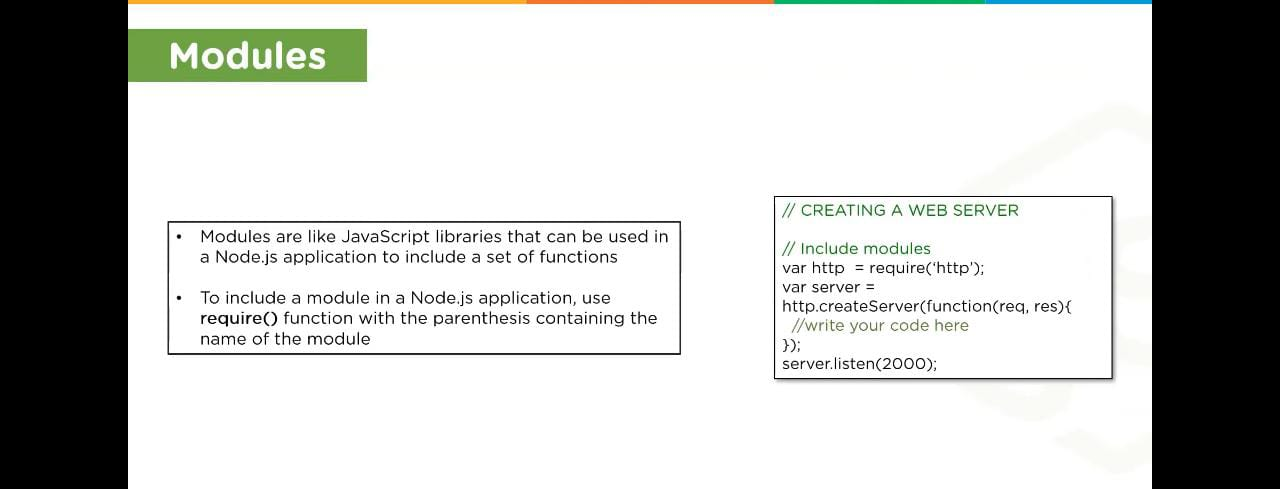 Modules
• Modules are like JavaScript libraries that can be used in
a Node.js application to include a set of functions
• To include a module in a Node.js application, use
require() function with the parenthesis containing the
name of the module
// CREATING A WEB SERVER
// Include modules
var http  = require(‘http’);
var server =
http.createServer(function(req, res){
//write your code here
});
server.listen(2000);